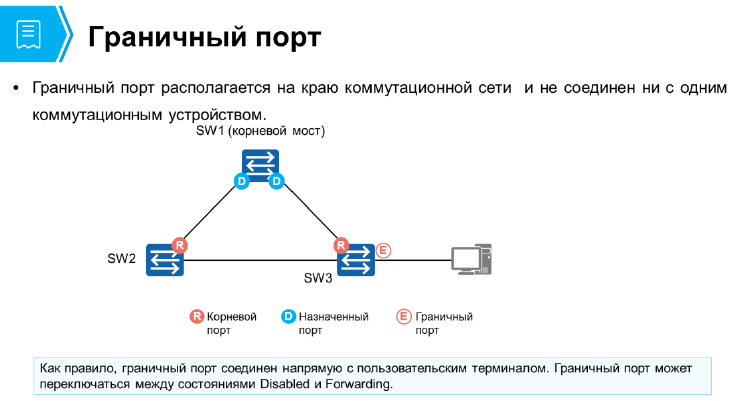 Граничный порт
• Граничный порт располагается на краю коммутационной сети и не соединен ни с одним
коммутационным устройством.
SW1 (корневой мост)
D D
R R E
SW2
SW3
R Корневой порт
D Назначенный порт
E Граничный порт
Как правило, граничный порт соединен напрямую с пользовательским терминалом. Граничный порт может
переключаться между состояниями Disabled и Forwarding.